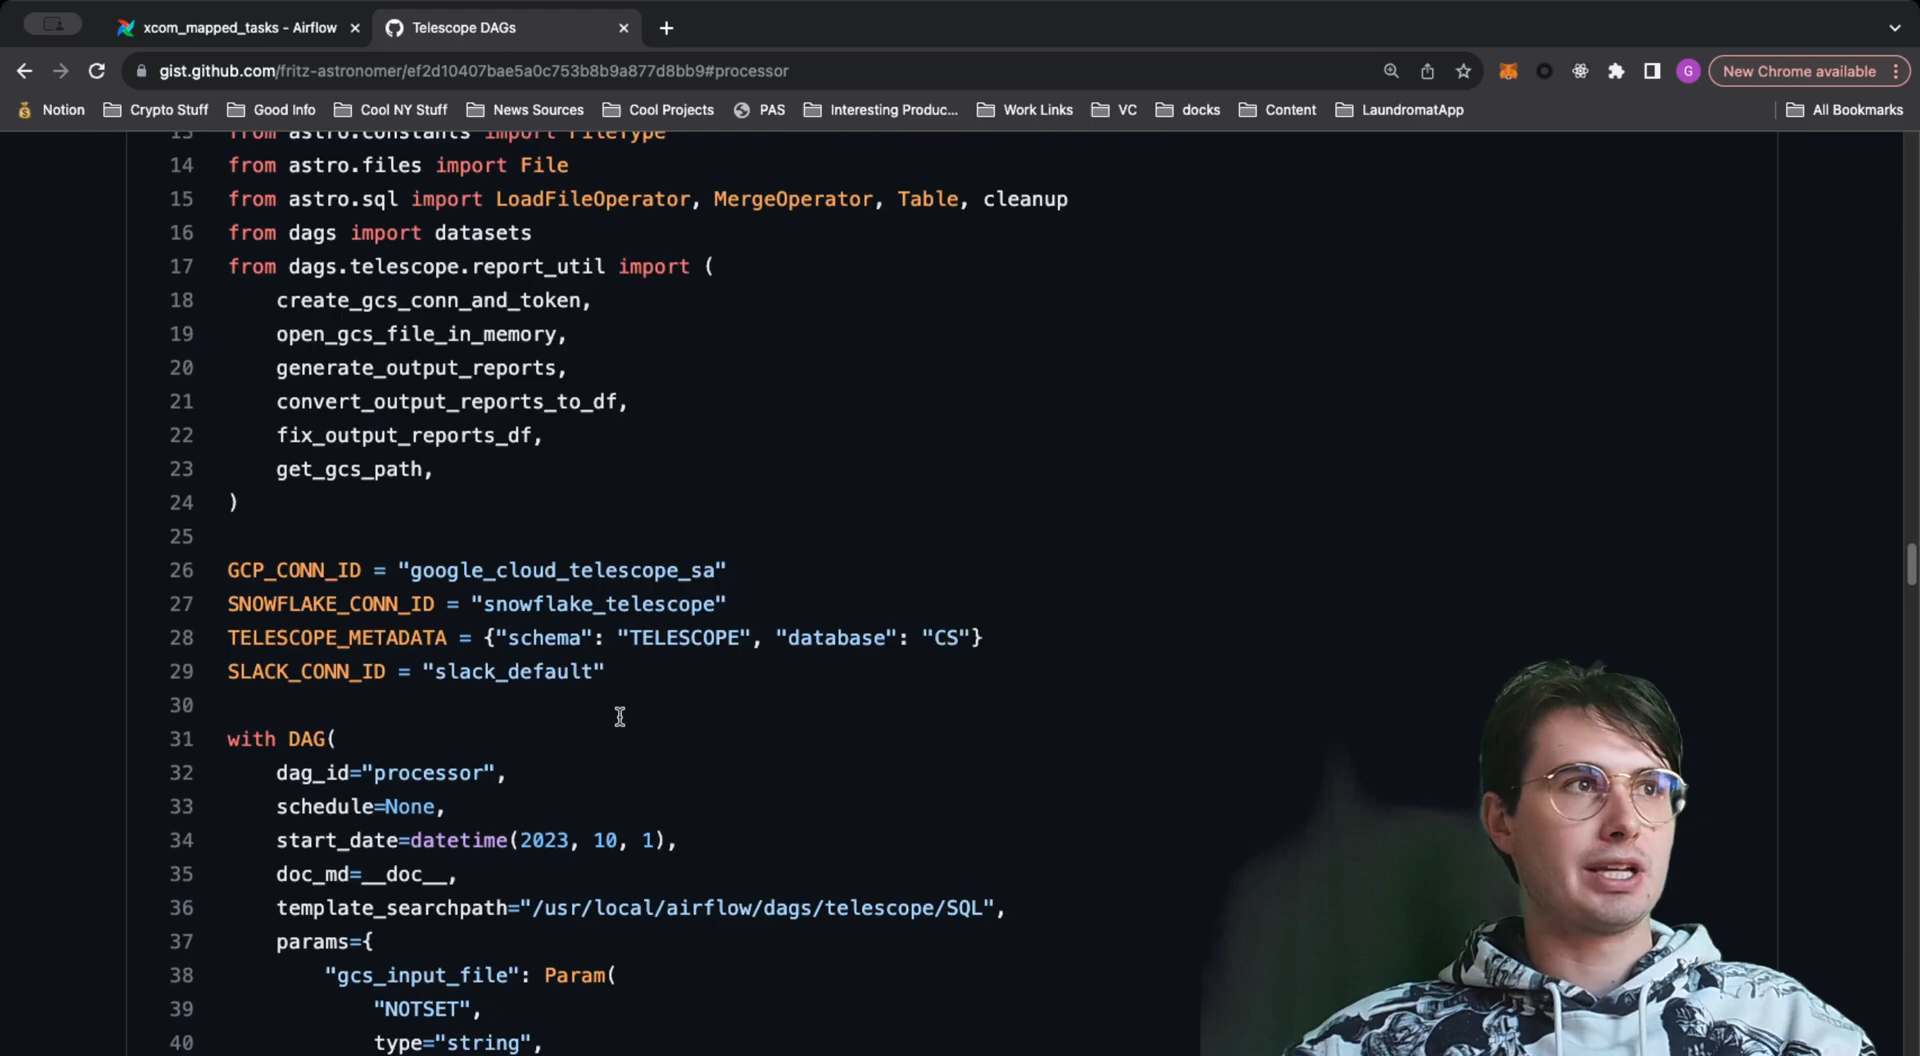 xcom_mapped_tasks - Airflow
Telescope DAGs
gist.github.com/fritz-astronomer/ef2d10407bae5a0c753b8b9a877d8bb9#processor
G
New Chrome available
Notion
Crypto Stuff
Good Info
Cool NY Stuff
News Sources
Cool Projects
PAS
Interesting Produc...
Work Links
VC
docks
Content
LaundromatApp
All Bookmarks
13 from astro.constants import FileType
14 from astro.files import File
15 from astro.sql import LoadFileOperator, MergeOperator, Table, cleanup
16 from dags import datasets
17 from dags.telescope.report_util import (
18     create_gcs_conn_and_token,
19     open_gcs_file_in_memory,
20     generate_output_reports,
21     convert_output_reports_to_df,
22     fix_output_reports_df,
23     get_gcs_path,
24 )
25
26 GCP_CONN_ID = "google_cloud_telescope_sa"
27 SNOWFLAKE_CONN_ID = "snowflake_telescope"
28 TELESCOPE_METADATA = {"schema": "TELESCOPE", "database": "CS"}
29 SLACK_CONN_ID = "slack_default"
30
31 with DAG(
32     dag_id="processor",
33     schedule=None,
34     start_date=datetime(2023, 10, 1),
35     doc_md=__doc__,
36     template_searchpath="/usr/local/airflow/dags/telescope/SQL",
37     params={
38         "gcs_input_file": Param(
39             "NOTSET",
40             type="string",